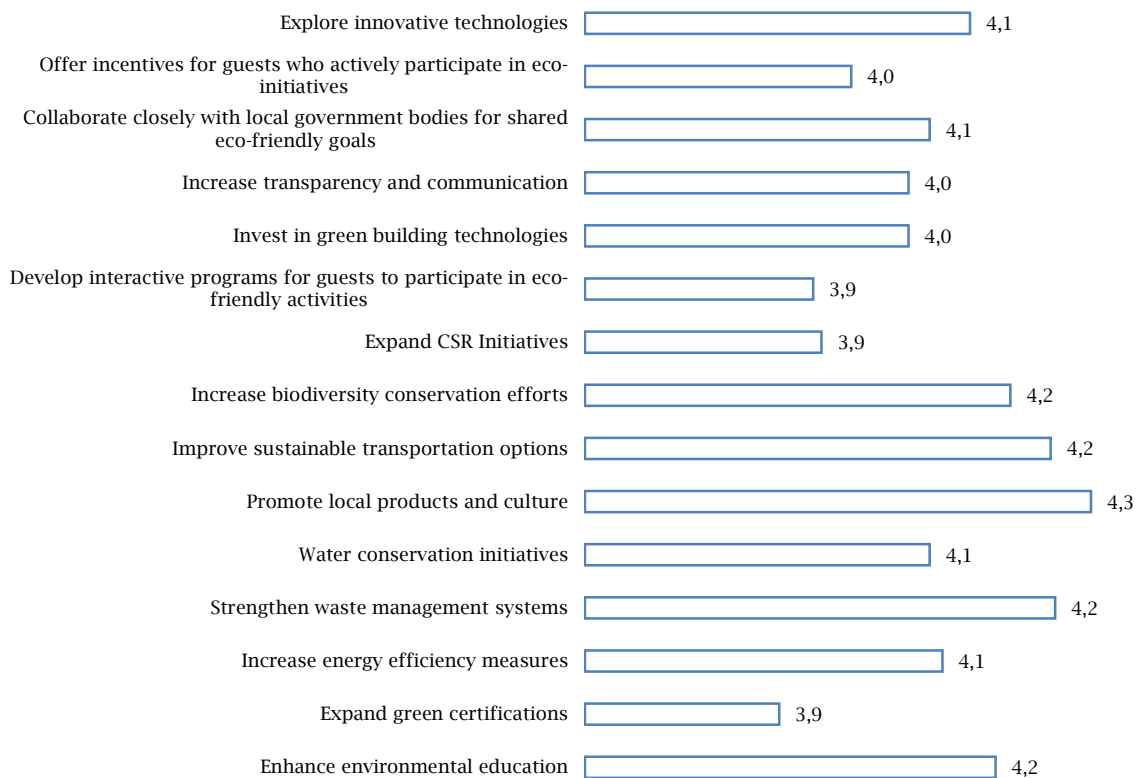 Explore innovative technologies 4,1
Offer incentives for guests who actively participate in eco-
initiatives 4,0
Collaborate closely with local government bodies for shared
eco-friendly goals 4,1
Increase transparency and communication 4,0
Invest in green building technologies 4,0
Develop interactive programs for guests to participate in eco-
friendly activities 3,9
Expand CSR Initiatives 3,9
Increase biodiversity conservation efforts 4,2
Improve sustainable transportation options 4,2
Promote local products and culture 4,3
Water conservation initiatives 4,1
Strengthen waste management systems 4,2
Increase energy efficiency measures 4,1
Expand green certifications 3,9
Enhance environmental education 4,2